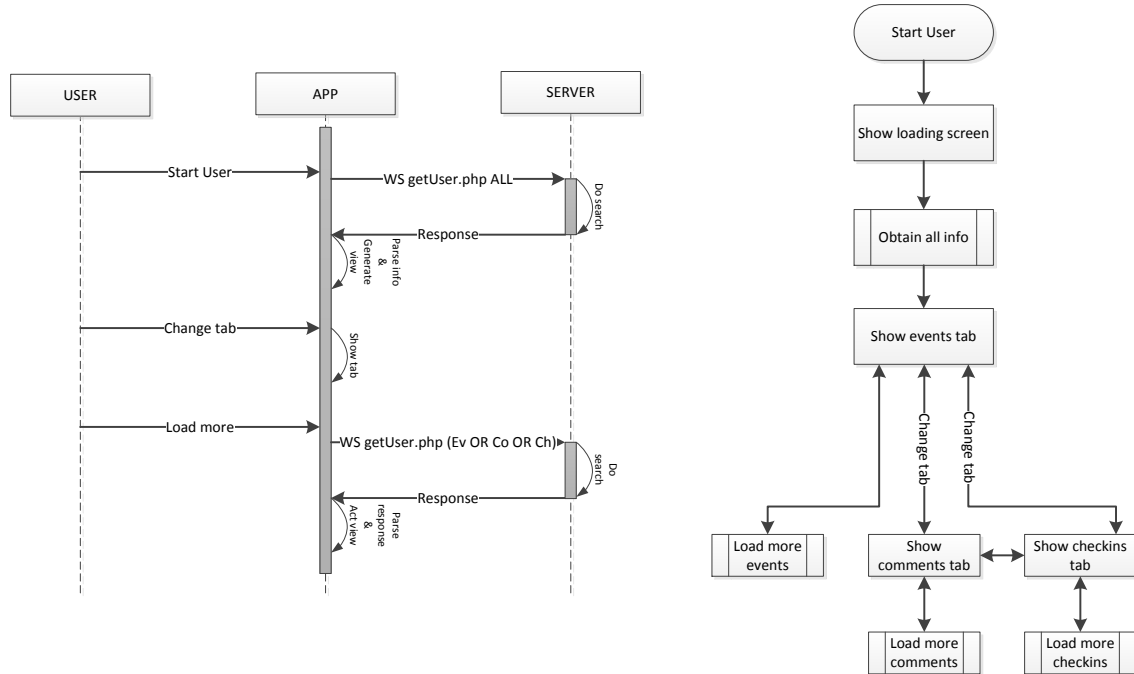 USER
APP
SERVER
Start User
WS getUser.php ALL
Do search
Response
Parse info
&
Generate
view
Change tab
Show tab
Load more
WS getUser.php (Ev OR Co OR Ch)
Do
search
Response
Parse
response
&
Act view
Start User
Show loading screen
Obtain all info
Show events tab
Change tab
Change tab
Load more
events
Show
comments tab
Show checkins
tab
Load more
comments
Load more
checkins